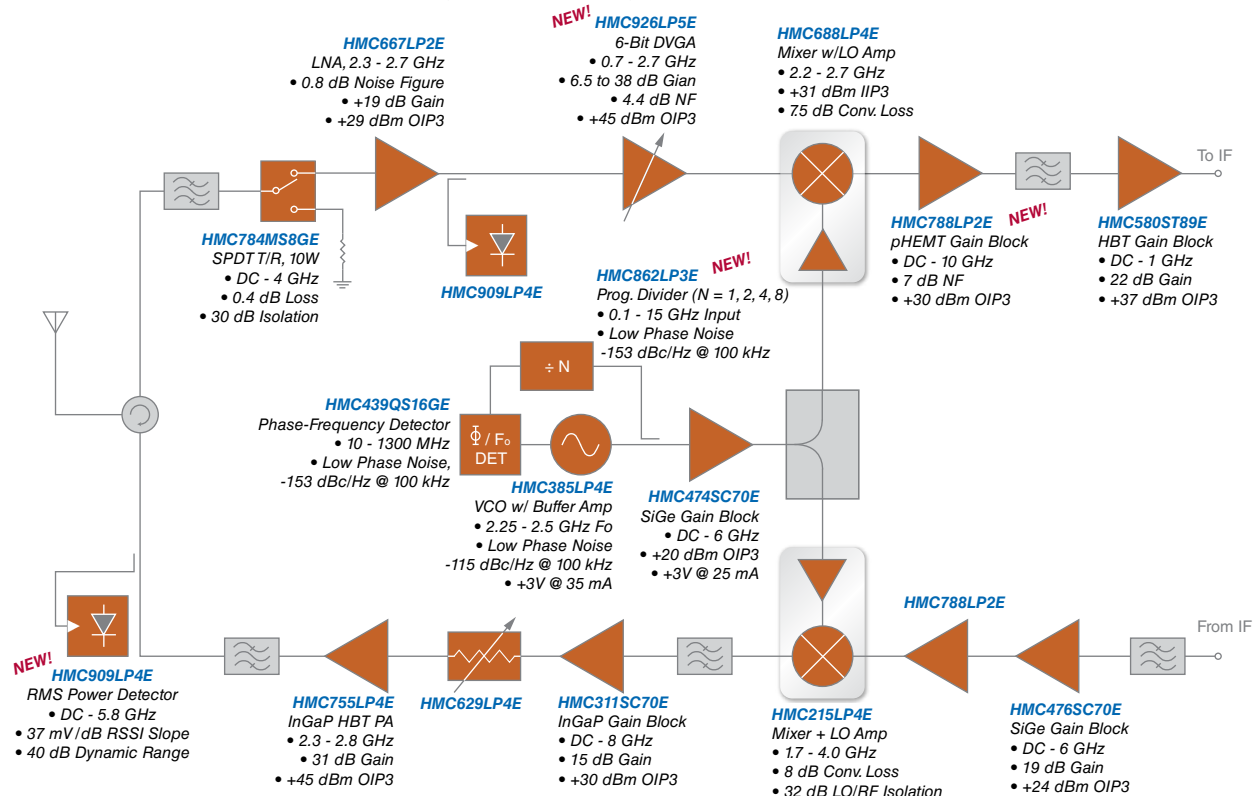 HMC667LP2E
LNA, 2.3 - 2.7 GHz
• 0.8 dB Noise Figure
• +19 dB Gain
• +29 dBm OIP3
NEW!
HMC926LP5E
6-Bit DVGA
• 0.7 - 2.7 GHz
• 6.5 to 38 dB Gian
• 4.4 dB NF
• +45 dBm OIP3
HMC688LP4E
Mixer w/LO Amp
• 2.2 - 2.7 GHz
• +31 dBm IIP3
• 7.5 dB Conv. Loss
To IF
HMC784MS8GE
SPDT T/R, 10W
• DC - 4 GHz
• 0.4 dB Loss
• 30 dB Isolation
HMC909LP4E
HMC788LP2E
pHEMT Gain Block
• DC - 10 GHz
• 7 dB NF
• +30 dBm OIP3
NEW!
HMC580ST89E
HBT Gain Block
• DC - 1 GHz
• 22 dB Gain
• +37 dBm OIP3
HMC862LP3E
NEW!
Prog. Divider (N = 1, 2, 4, 8)
• 0.1 - 15 GHz Input
• Low Phase Noise
-153 dBc/Hz @ 100 kHz
÷ N
HMC439QS16GE
Phase-Frequency Detector
• 10 - 1300 MHz
• Low Phase Noise,
-153 dBc/Hz @ 100 kHz
Φ / Fo
DET
HMC385LP4E
VCO w/ Buffer Amp
• 2.25 - 2.5 GHz Fo
• Low Phase Noise
-115 dBc/Hz @ 100 kHz
• +3V @ 35 mA
HMC474SC70E
SiGe Gain Block
• DC - 6 GHz
• +20 dBm OIP3
• +3V @ 25 mA
NEW!
HMC909LP4E
RMS Power Detector
• DC - 5.8 GHz
• 37 mV/dB RSSI Slope
• 40 dB Dynamic Range
HMC755LP4E
InGaP HBT PA
• 2.3 - 2.8 GHz
• 31 dB Gain
• +45 dBm OIP3
HMC629LP4E
HMC311SC70E
InGaP Gain Block
• DC - 8 GHz
• 15 dB Gain
• +30 dBm OIP3
HMC215LP4E
Mixer + LO Amp
• 1.7 - 4.0 GHz
• 8 dB Conv. Loss
• 32 dB LO/RF Isolation
HMC788LP2E
HMC476SC70E
SiGe Gain Block
• DC - 6 GHz
• 19 dB Gain
• +24 dBm OIP3
From IF